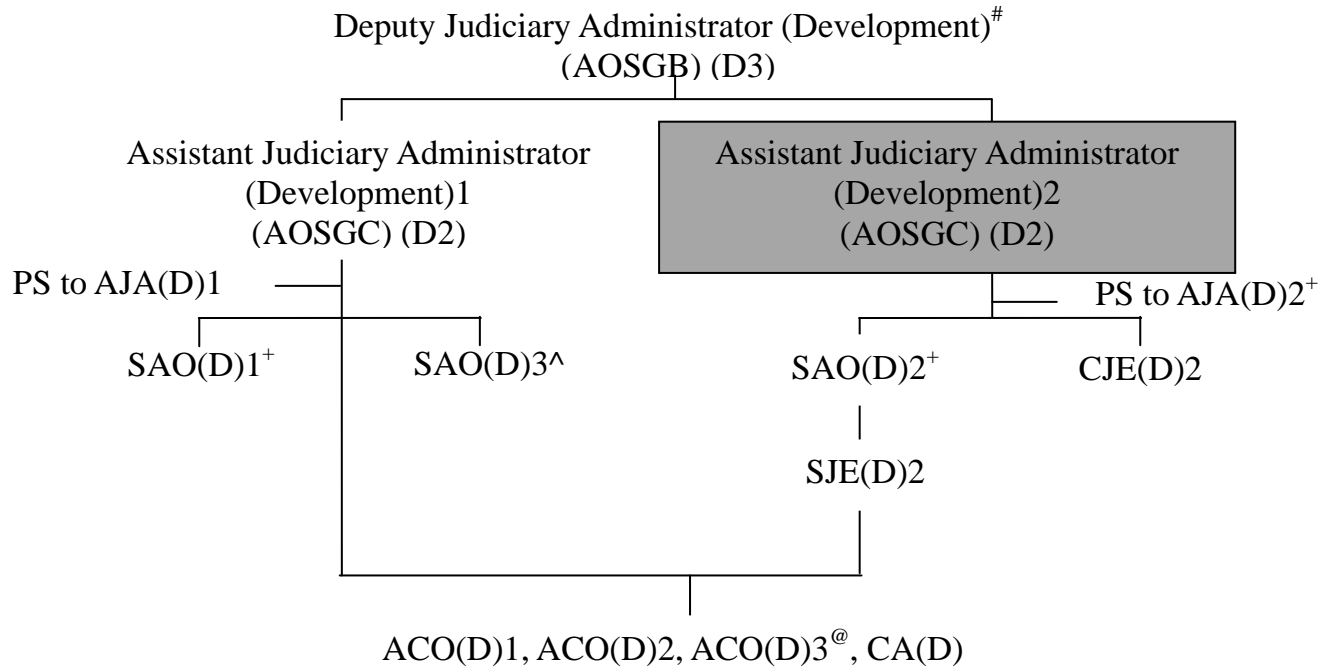 Deputy Judiciary Administrator (Development)#
(AOSGB) (D3)
Assistant Judiciary Administrator
(Development)1
(AOSGC) (D2)
Assistant Judiciary Administrator
(Development)2
(AOSGC) (D2)
PS to AJA(D)1
PS to AJA(D)2+
SAO(D)1+
SAO(D)3^
SAO(D)2+
CJE(D)2
SJE(D)2
ACO(D)1, ACO(D)2, ACO(D)3@, CA(D)